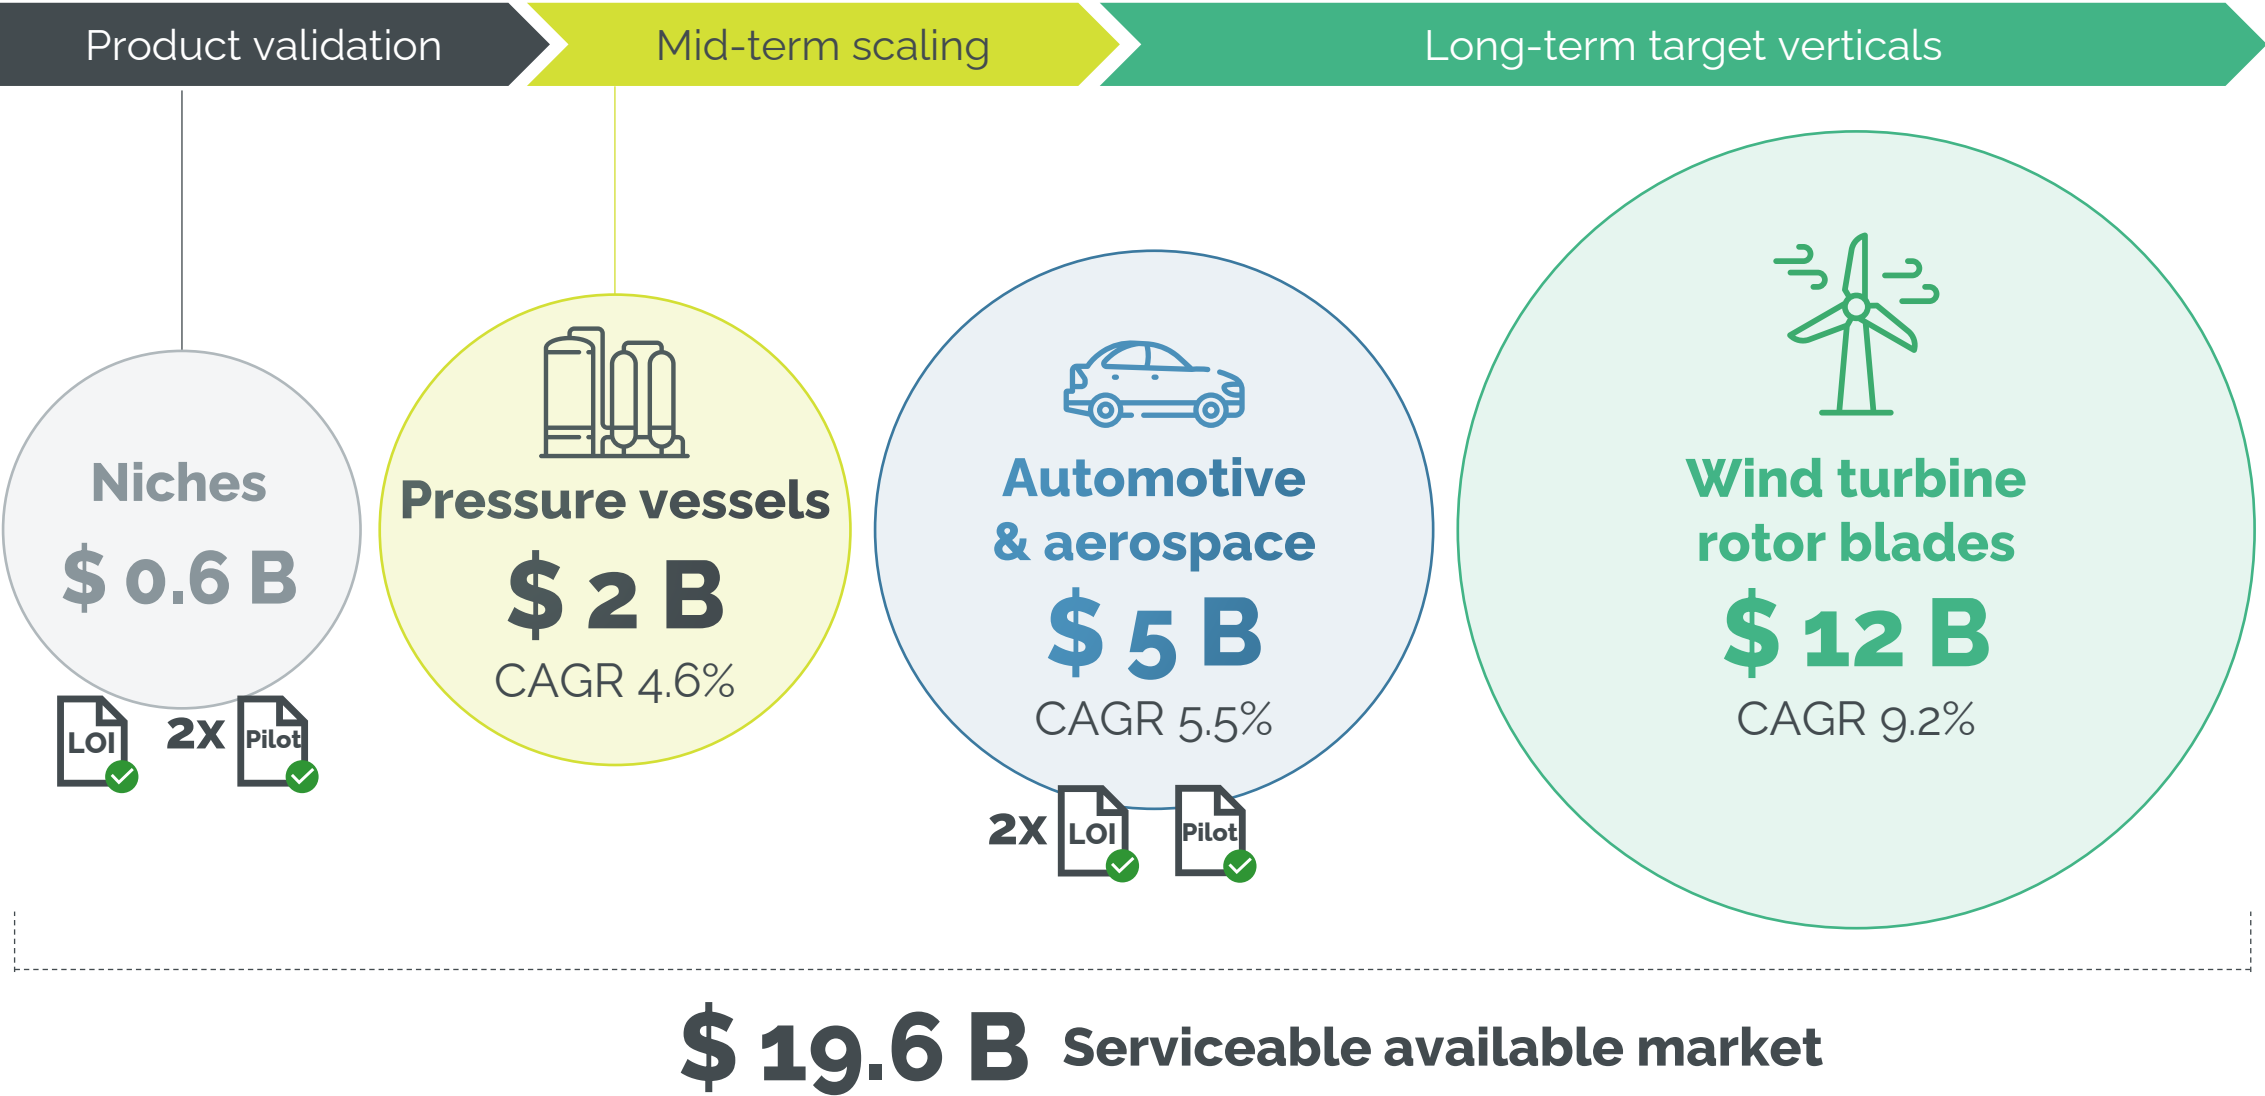 Product validation
Mid-term scaling
Long-term target verticals
Niches
$ 0.6 B
LOI
2x
Pilot
Pressure vessels
$ 2 B
CAGR 4.6%
Automotive
& aerospace
$ 5 B
CAGR 5.5%
2x
LOI
Pilot
Wind turbine
rotor blades
$ 12 B
CAGR 9.2%
$ 19.6 B Serviceable available market